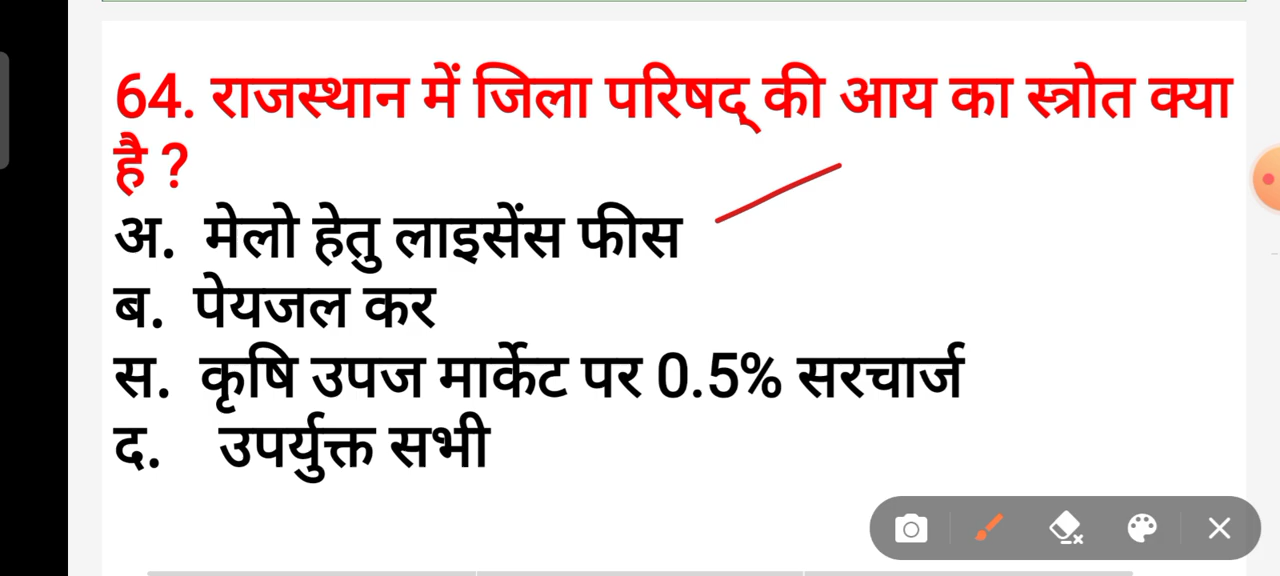 64. राजस्थान में जिला परिषद् की आय का स्त्रोत क्या
है ?
अ. मेलो हेतु लाइसेंस फीस
ब. पेयजल कर
स. कृषि उपज मार्केट पर 0.5% सरचार्ज
द. उपर्युक्त सभी